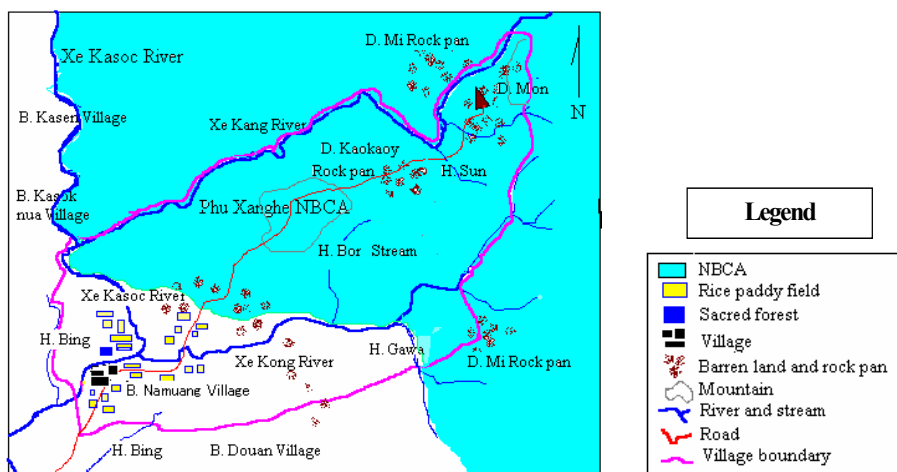 D. Mi Rock pan
Xe Kasoc River
D. Mon
N
B. Kasen Village
Xe Kang River
D. Kaokaoy
Rock pan
H. Sun
B. Kasok
nua Village
Phu Xanghe NBCA
H. Bor Stream
Xe Kasoc River
H. Bing
Xe Kong River
H. Gawa
D. Mi Rock pan
B. Namuang Village
H. Bing
B. Douan Village
Legend
NBCA
Rice paddy field
Sacred forest
Village
Barren land and rock pan
Mountain
River and stream
Road
Village boundary